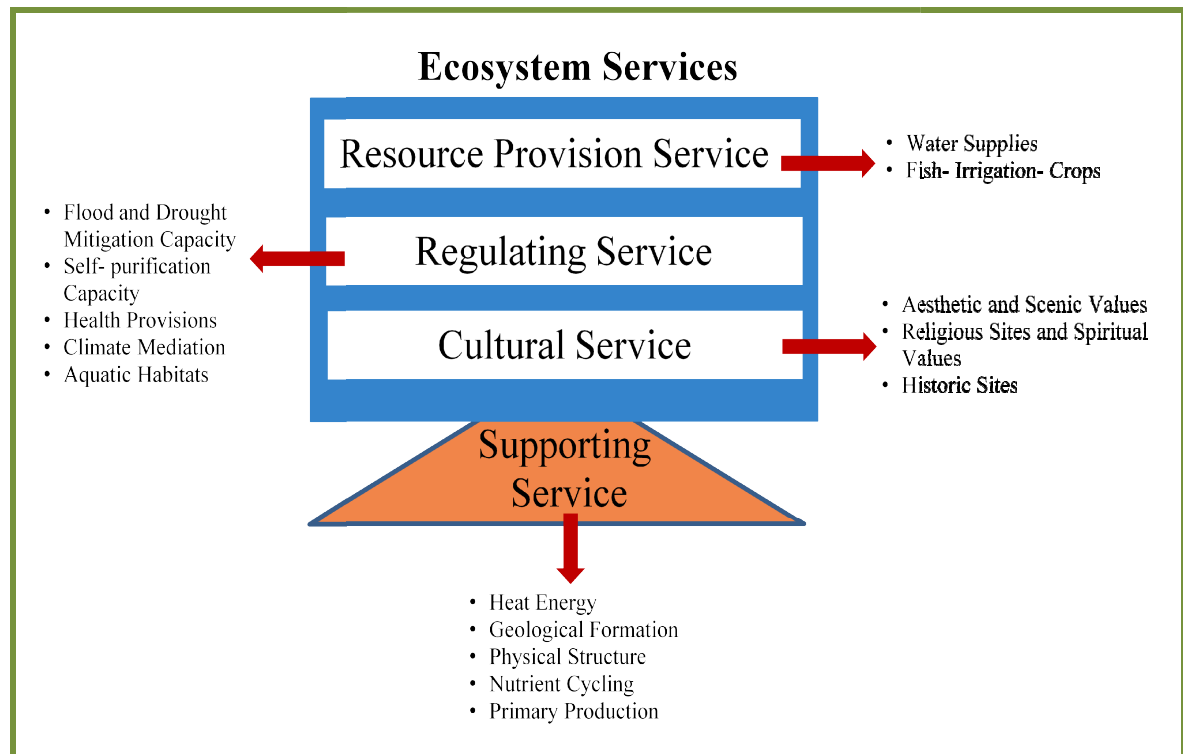 Ecosystem Services
Resource Provision Service
• Water Supplies
• Fish- Irrigation- Crops
• Flood and Drought
Mitigation Capacity
• Self- purification
Capacity
• Health Provisions
• Climate Mediation
• Aquatic Habitats
Regulating Service
Cultural Service
• Aesthetic and Scenic Values
• Religious Sites and Spiritual
Values
• Historic Sites
Supporting
Service
• Heat Energy
• Geological Formation
• Physical Structure
• Nutrient Cycling
• Primary Production